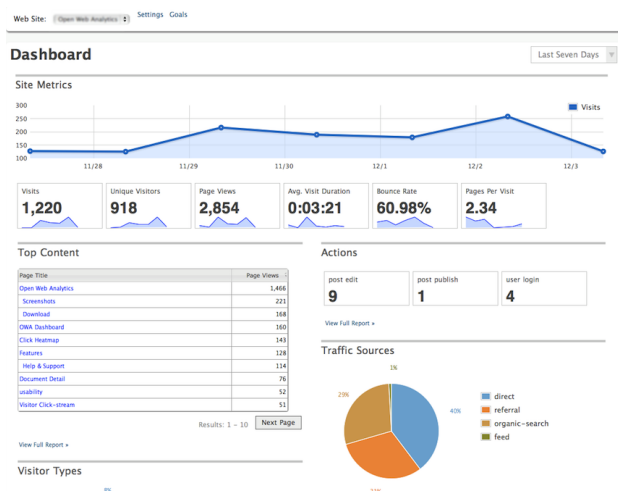 Web Site: Open Web Analytics Settings Goals
Dashboard
Last Seven Days
Site Metrics
300
250
200
150
100
Visits
11/28 11/29 11/30 12/1 12/2 12/3
Visits
1,220
Unique Visitors
918
Page Views
2,854
Avg. Visit Duration
0:03:21
Bounce Rate
60.98%
Pages Per Visit
2.34
Top Content
Page Title Page Views
Open Web Analytics 1,466
Screenshots 221
Download 168
OWA Dashboard 160
Click Heatmap 143
Features 128
Help & Support 114
Document Detail 76
usability 52
Visitor Click-stream 51
Results: 1 - 10 Next Page
View Full Report »
Visitor Types
Actions
post edit
9
post publish
1
user login
4
View Full Report »
Traffic Sources
1%
29%
40%
direct
referral
organic-search
feed